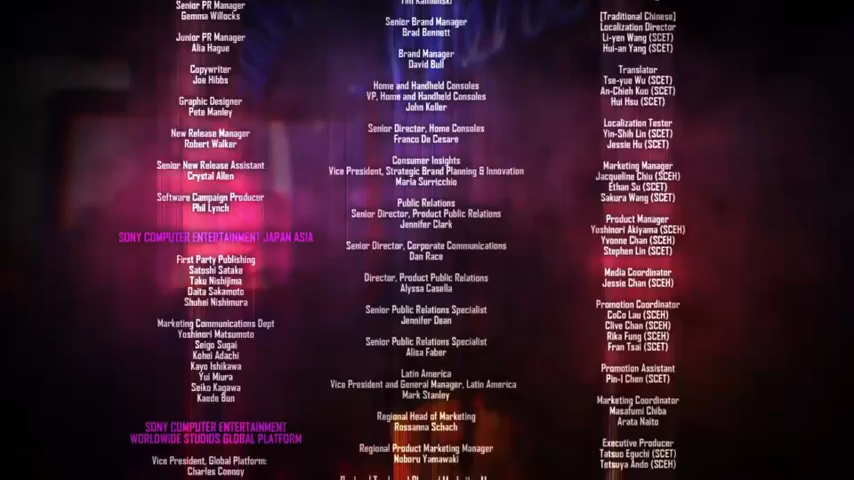 Senior PR Manager
Gemma Willocks
Junior PR Manager
Alia Hague
Copywriter
Joe Hibbs
Graphic Designer
Pete Manley
New Release Manager
Robert Walker
Senior New Release Assistant
Crystal Allen
Software Campaign Producer
Phil Lynch
SONY COMPUTER ENTERTAINMENT JAPAN ASIA
First Party Publishing
Satoshi Satake
Taku Nishijima
Daita Sakamoto
Shuhei Nishimura
Marketing Communications Dept
Yoshinori Matsumoto
Seigo Sugai
Kohei Adachi
Kayo Ishikawa
Yui Miura
Seiko Kagawa
Kaede Bun
SONY COMPUTER ENTERTAINMENT
WORLDWIDE STUDIOS GLOBAL PLATFORM
Vice President, Global Platform:
Charles Connoy
Senior Brand Manager
Brad Bennett
Brand Manager
David Bull
Home and Handheld Consoles
VP, Home and Handheld Consoles
John Koller
Senior Director, Home Consoles
Franco De Cesare
Consumer Insights
Vice President, Strategic Brand Planning & Innovation
Maria Surricchio
Public Relations
Senior Director, Product Public Relations
Jennifer Clark
Senior Director, Corporate Communications
Dan Race
Director, Product Public Relations
Alyssa Casella
Senior Public Relations Specialist
Jennifer Dean
Senior Public Relations Specialist
Alisa Faber
Latin America
Vice President and General Manager, Latin America
Mark Stanley
Regional Head of Marketing
Rossanna Schach
Regional Product Marketing Manager
Noboru Yamawaki
[Traditional Chinese]
Localization Director
Li-yen Wang (SCET)
Hui-an Yang (SCET)
Translator
Tse-yue Wu (SCET)
An-Chieh Kuo (SCET)
Hui Hsu (SCET)
Localization Tester
Yin-Shih Lin (SCET)
Jessie Hu (SCET)
Marketing Manager
Jacqueline Chiu (SCEH)
Ethan Su (SCET)
Sakura Wang (SCET)
Product Manager
Yoshinori Akiyama (SCEH)
Yvonne Chan (SCEH)
Stephen Lin (SCET)
Media Coordinator
Jessie Chan (SCEH)
Promotion Coordinator
CoCo Lau (SCEH)
Clive Chan (SCEH)
Rika Fung (SCEH)
Fran Tsai (SCET)
Promotion Assistant
Pin-I Chen (SCET)
Marketing Coordinator
Masafumi Chiba
Arata Naito
Executive Producer
Tatsuo Eguchi (SCET)
Tetsuya Ando (SCEH)